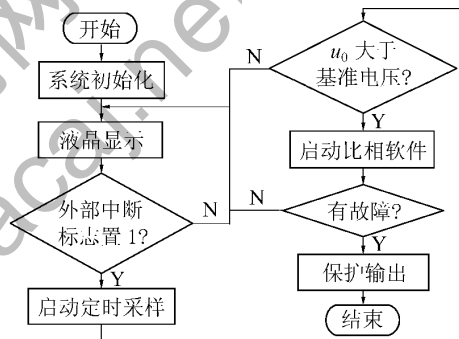 开始
系统初始化
液晶显示
外部中断
标志置 1?
N
Y
启动定时采样
N
u₀ 大于
基准电压?
Y
启动比相软件
N
有故障?
Y
保护输出
结束
acaj.ne